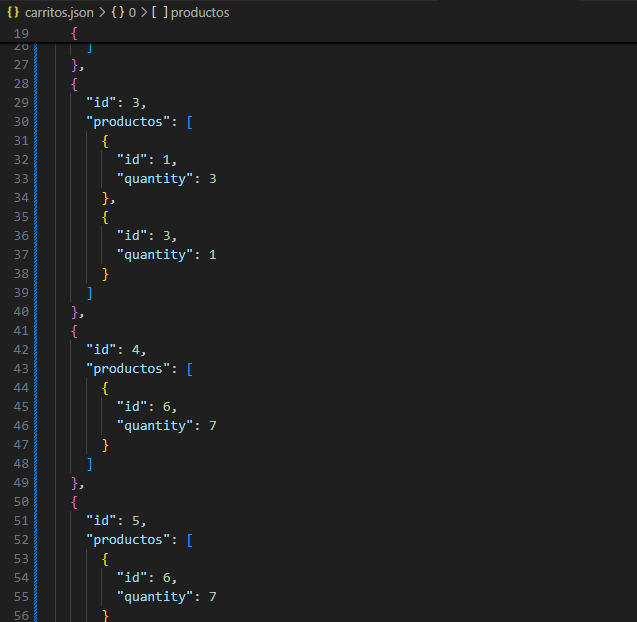 {} carritos.json > {} 0 > [ ] productos
19 {
26 ]
27 },
28 {
29 "id": 3,
30 "productos": [
31 {
32 "id": 1,
33 "quantity": 3
34 },
35 {
36 "id": 3,
37 "quantity": 1
38 }
39 ]
40 },
41 {
42 "id": 4,
43 "productos": [
44 {
45 "id": 6,
46 "quantity": 7
47 }
48 ]
49 },
50 {
51 "id": 5,
52 "productos": [
53 {
54 "id": 6,
55 "quantity": 7
56 }